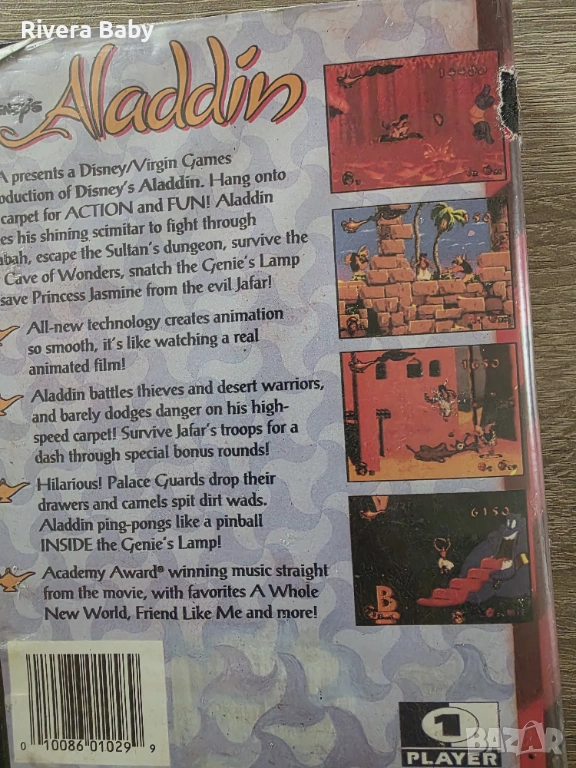 Rivera Baby
Aladdin
A presents a Disney/Virgin Games
oduction of Disney's Aladdin. Hang onto
carpet for ACTION and FUN! Aladdin
es his shining scimitar to fight through
abah, escape the Sultan's dungeon, survive the
Cave of Wonders, snatch the Genie's Lamp
save Princess Jasmine from the evil Jafar!
All-new technology creates animation
so smooth, it's like watching a real
animated film!
Aladdin battles thieves and desert warriors,
and barely dodges danger on his high-
speed carpet! Survive Jafar's troops for a
dash through special bonus rounds!
Hilarious! Palace Guards drop their
drawers and camels spit dirt wads.
Aladdin ping-pongs like a pinball
INSIDE the Genie's Lamp!
Academy Award® winning music straight
from the movie, with favorites A Whole
New World, Friend Like Me and more!
50
1650
6150
B
0 10086 01029 9
1
PLAYER
BAZAR